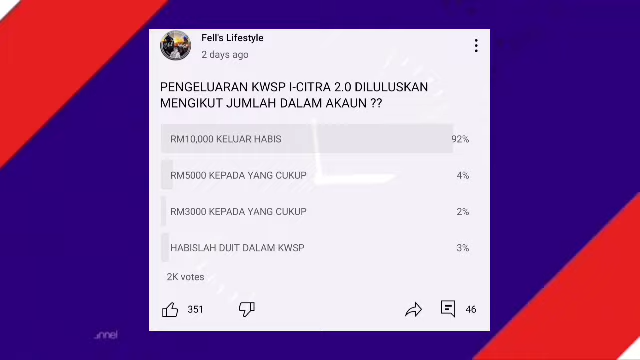 Fell's Lifestyle
2 days ago
PENGELUARAN KWSP I-CITRA 2.0 DILULUSKAN
MENGIKUT JUMLAH DALAM AKAUN ??
RM10,000 KELUAR HABIS 92%
RM5000 KEPADA YANG CUKUP 4%
RM3000 KEPADA YANG CUKUP 2%
HABISLAH DUIT DALAM KWSP 3%
2K votes
351 46